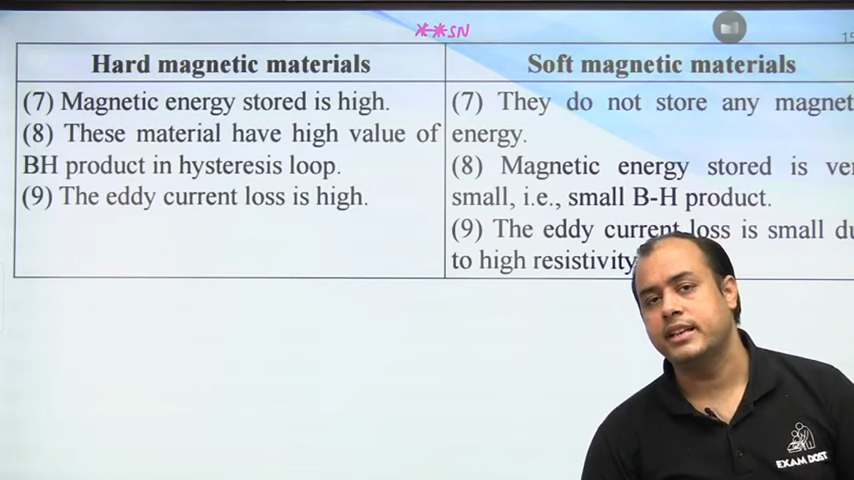 **SN
15
Hard magnetic materials
Soft magnetic materials
(7) Magnetic energy stored is high.
(8) These material have high value of
BH product in hysteresis loop.
(9) The eddy current loss is high.
(7) They do not store any magnet
energy.
(8) Magnetic energy stored is ver
small, i.e., small B-H product.
(9) The eddy current loss is small du
to high resistivity
EXAM DOST